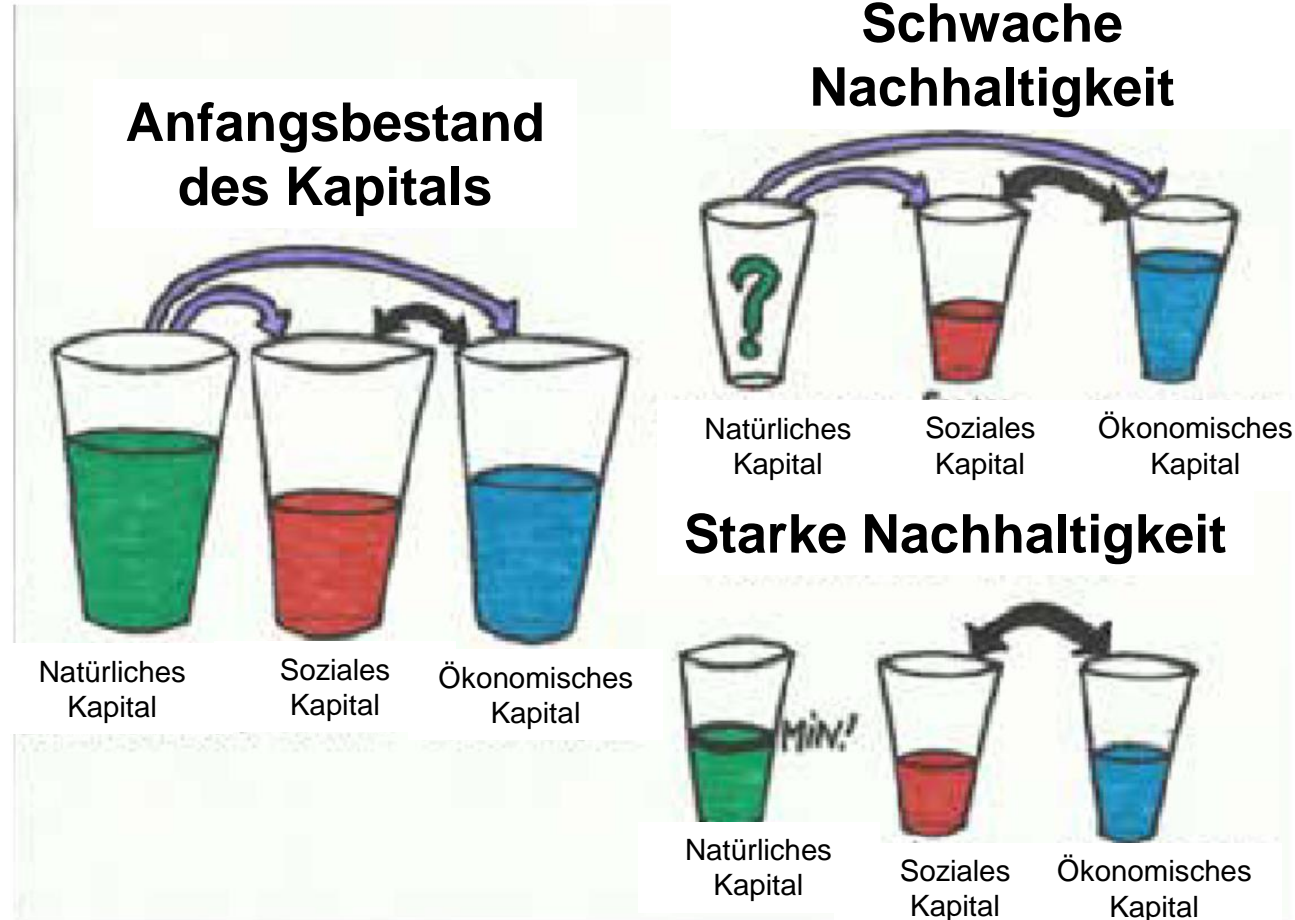 Anfangsbestand
des Kapitals
Natürliches
Kapital
Soziales
Kapital
Ökonomisches
Kapital
Schwache
Nachhaltigkeit
?
Natürliches
Kapital
Soziales
Kapital
Ökonomisches
Kapital
Starke Nachhaltigkeit
MIN!
Natürliches
Kapital
Soziales
Kapital
Ökonomisches
Kapital